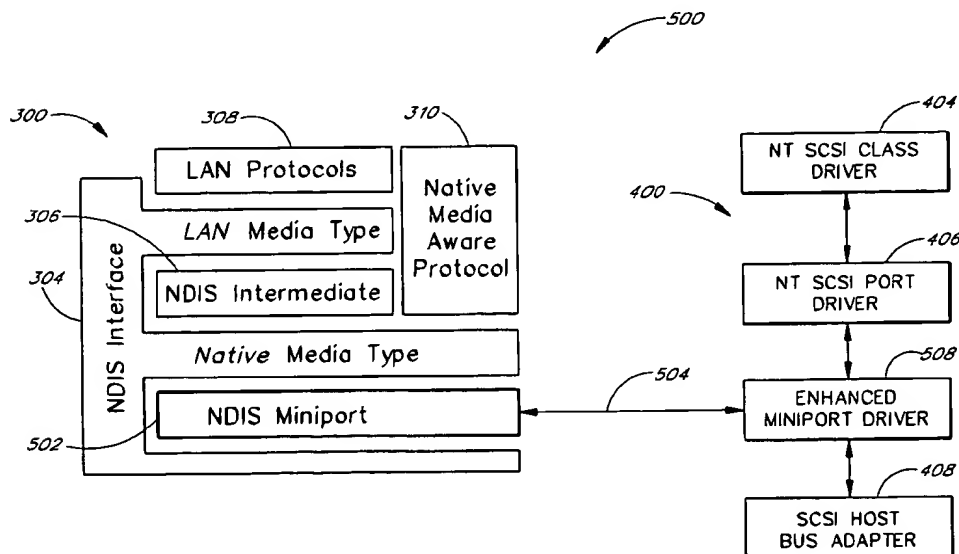 500
300
308
310
404
LAN Protocols
NT SCSI CLASS
DRIVER
Native
Media
Aware
Protocol
306
LAN Media Type
400
406
304
NDIS Interface
NDIS Intermediate
NT SCSI PORT
DRIVER
Native Media Type
508
504
NDIS Miniport
ENHANCED
MINIPORT DRIVER
502
408
SCSI HOST
BUS ADAPTER